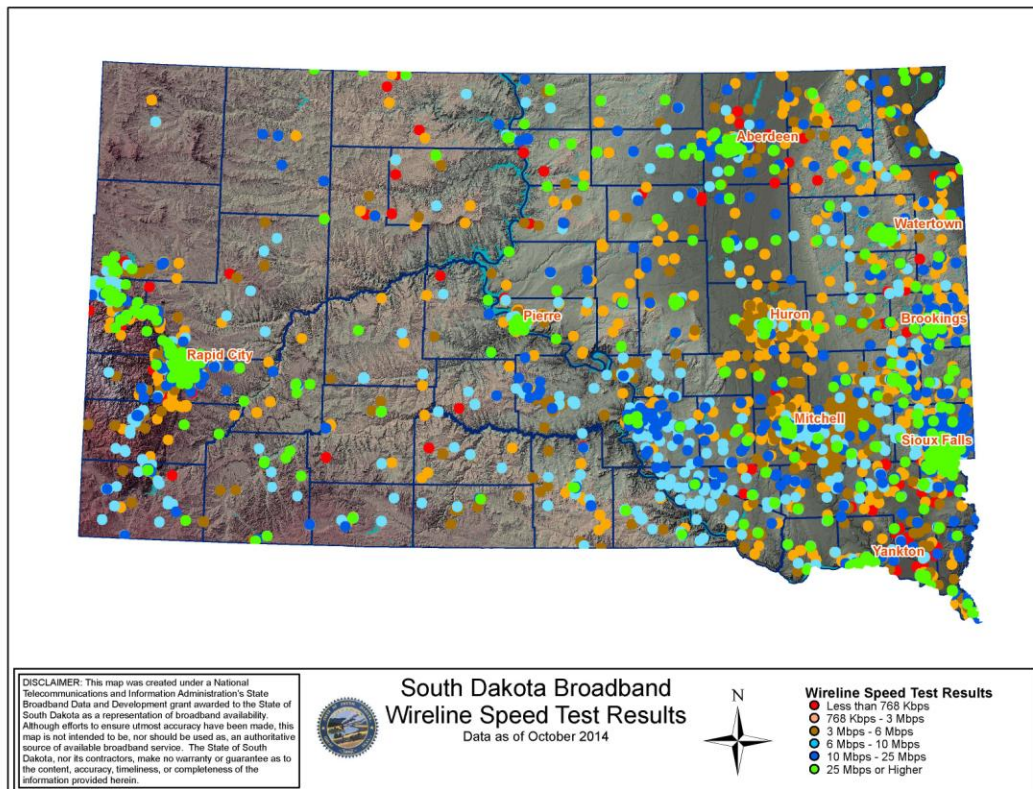 Aberdeen
Watertown
Pierre
Huron
Brookings
Rapid City
Mitchell
Sioux Falls
Yankton
DISCLAIMER: This map was created under a National
Telecommunications and Information Administration's State
Broadband Data and Development grant awarded to the State of
South Dakota as a representation of broadband availability.
Although efforts to ensure utmost accuracy have been made, this
map is not intended to be, nor should be used as, an authoritative
source of available broadband service. The State of South
Dakota, nor its contractors, make no warranty or guarantee as to
the content, accuracy, timeliness, or completeness of the
information provided herein.
South Dakota Broadband
Wireline Speed Test Results
Data as of October 2014
N
Wireline Speed Test Results
Less than 768 Kbps
768 Kbps - 3 Mbps
3 Mbps - 6 Mbps
6 Mbps - 10 Mbps
10 Mbps - 25 Mbps
25 Mbps or Higher